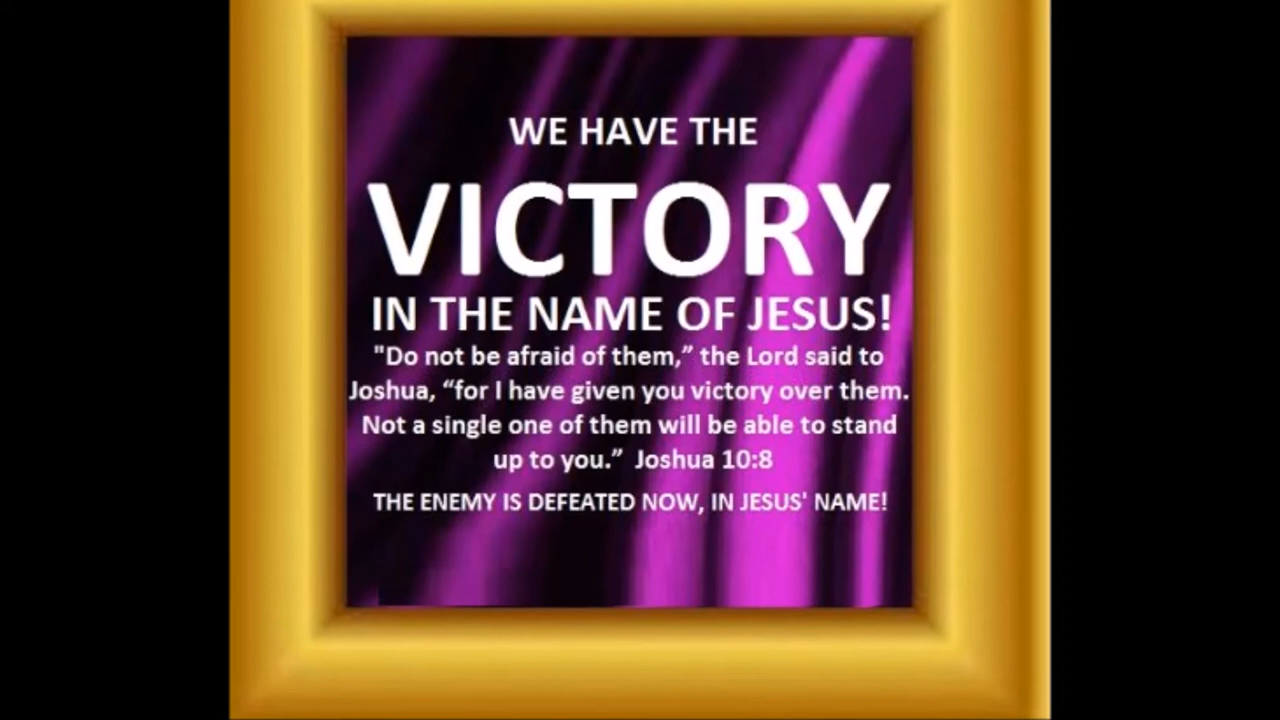 WE HAVE THE
VICTORY
IN THE NAME OF JESUS!
"Do not be afraid of them,” the Lord said to
Joshua, “for I have given you victory over them.
Not a single one of them will be able to stand
up to you.” Joshua 10:8
THE ENEMY IS DEFEATED NOW, IN JESUS' NAME!